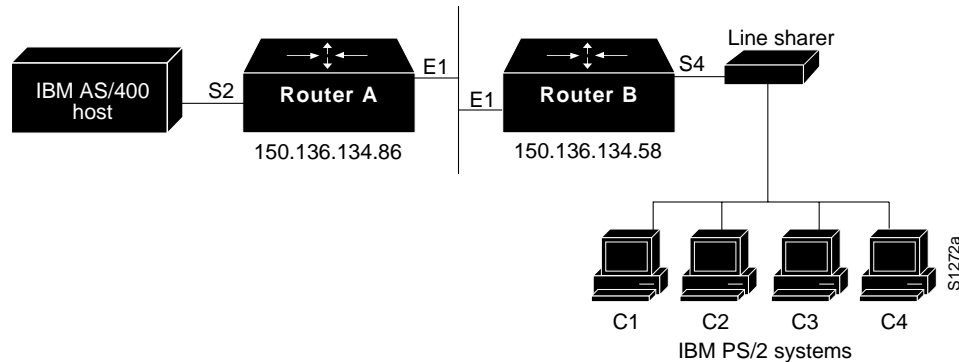 IBM AS/400
host
S2
Router A
150.136.134.86
E1
E1
Router B
150.136.134.58
S4
Line sharer
C1
C2
C3
C4
IBM PS/2 systems
S1272a